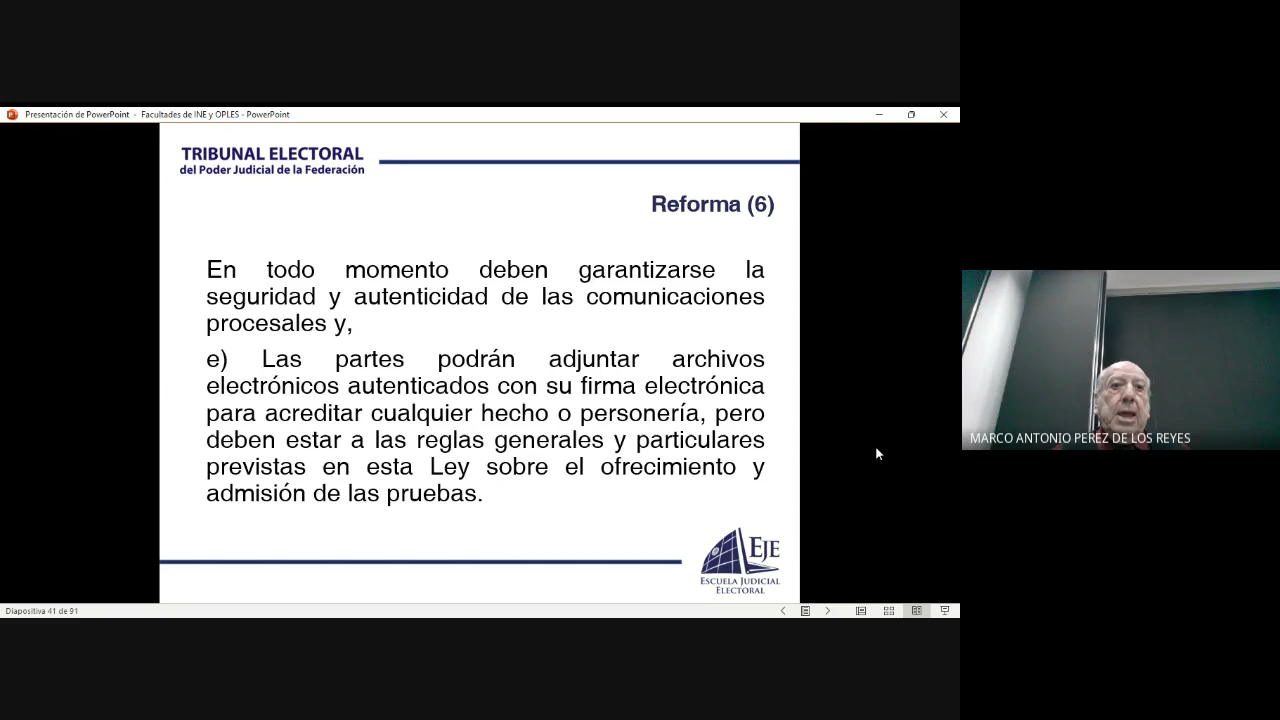 Presentación de PowerPoint - Facultades de INE y OPLES - PowerPoint
TRIBUNAL ELECTORAL
del Poder Judicial de la Federación
Reforma (6)
En todo momento deben garantizarse la
seguridad y autenticidad de las comunicaciones
procesales y,
e) Las partes podrán adjuntar archivos
electrónicos autenticados con su firma electrónica
para acreditar cualquier hecho o personería, pero
deben estar a las reglas generales y particulares
previstas en esta Ley sobre el ofrecimiento y
admisión de las pruebas.
EJE
ESCUELA JUDICIAL
ELECTORAL
Diapositiva 41 de 91
MARCO ANTONIO PEREZ DE LOS REYES